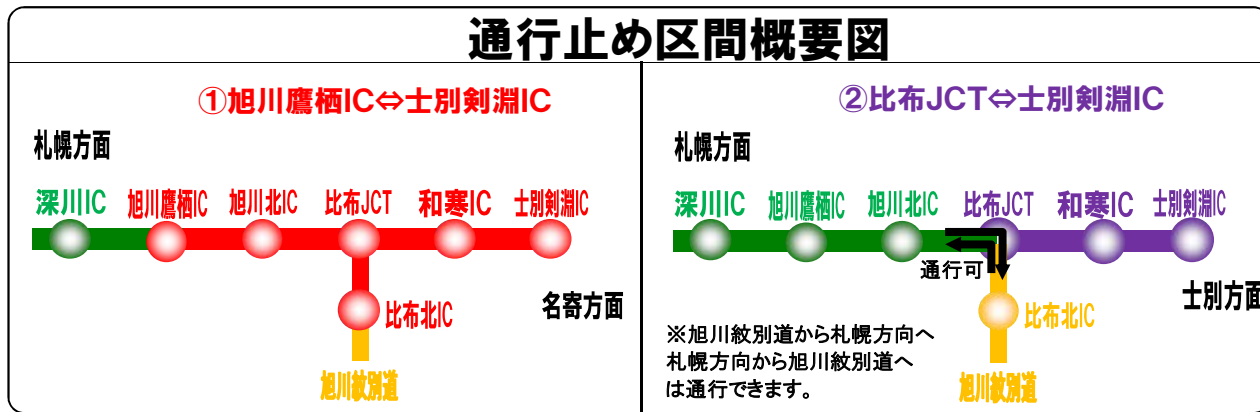 通行止め区間概要図
①旭川鷹栖IC⇔士別剣淵IC
札幌方面
深川IC 旭川鷹栖IC 旭川北IC 比布JCT 和寒IC 士別剣淵IC
比布北IC
名寄方面
旭川紋別道
②比布JCT⇔士別剣淵IC
札幌方面
深川IC 旭川鷹栖IC 旭川北IC 比布JCT 和寒IC 士別剣淵IC
通行可
士別方面
比布北IC
※旭川紋別道から札幌方向へ
札幌方向から旭川紋別道へ
は通行できます。
旭川紋別道